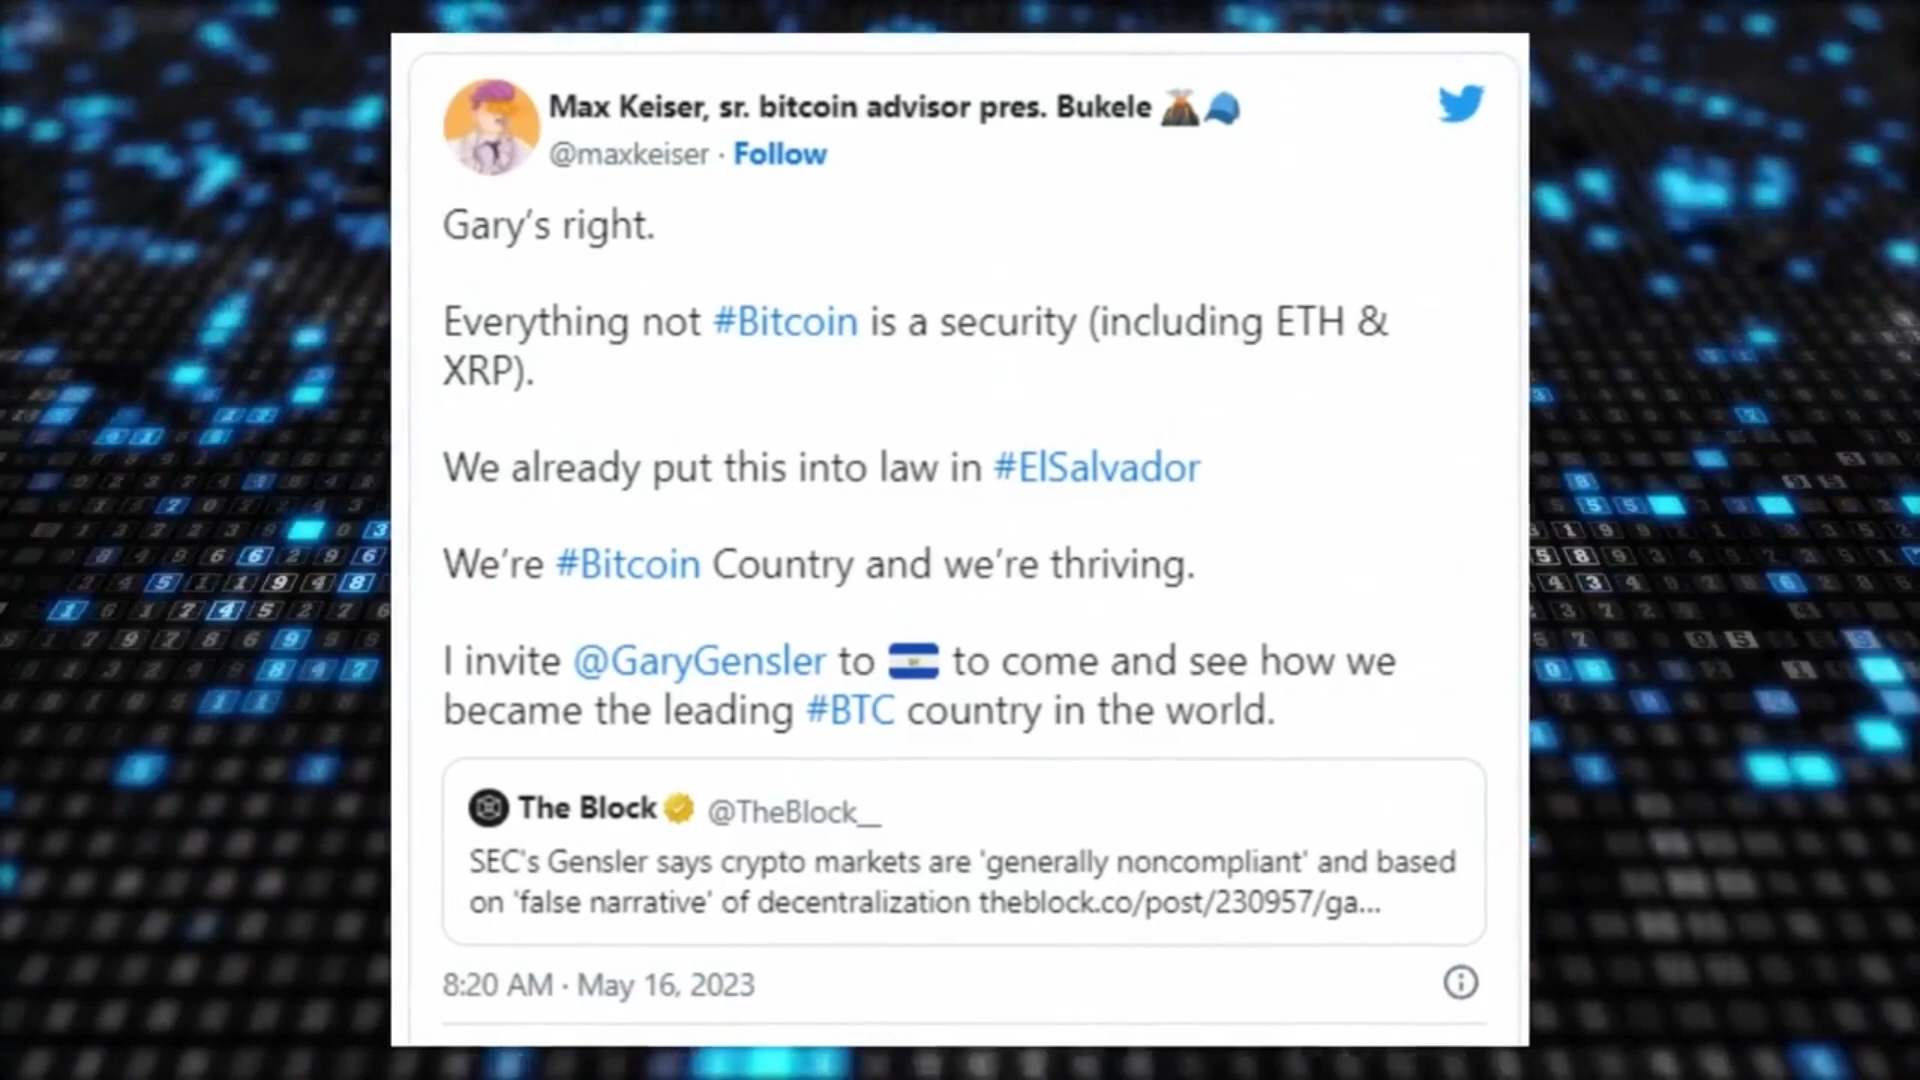 Max Keiser, sr. bitcoin advisor pres. Bukele 🌋🧢
@maxkeiser · Follow
Gary’s right.
Everything not #Bitcoin is a security (including ETH &
XRP).
We already put this into law in #ElSalvador
We’re #Bitcoin Country and we’re thriving.
I invite @GaryGensler to 🇸🇻 to come and see how we
became the leading #BTC country in the world.
The Block @TheBlock__
SEC's Gensler says crypto markets are 'generally noncompliant' and based
on 'false narrative' of decentralization theblock.co/post/230957/ga...
8:20 AM · May 16, 2023